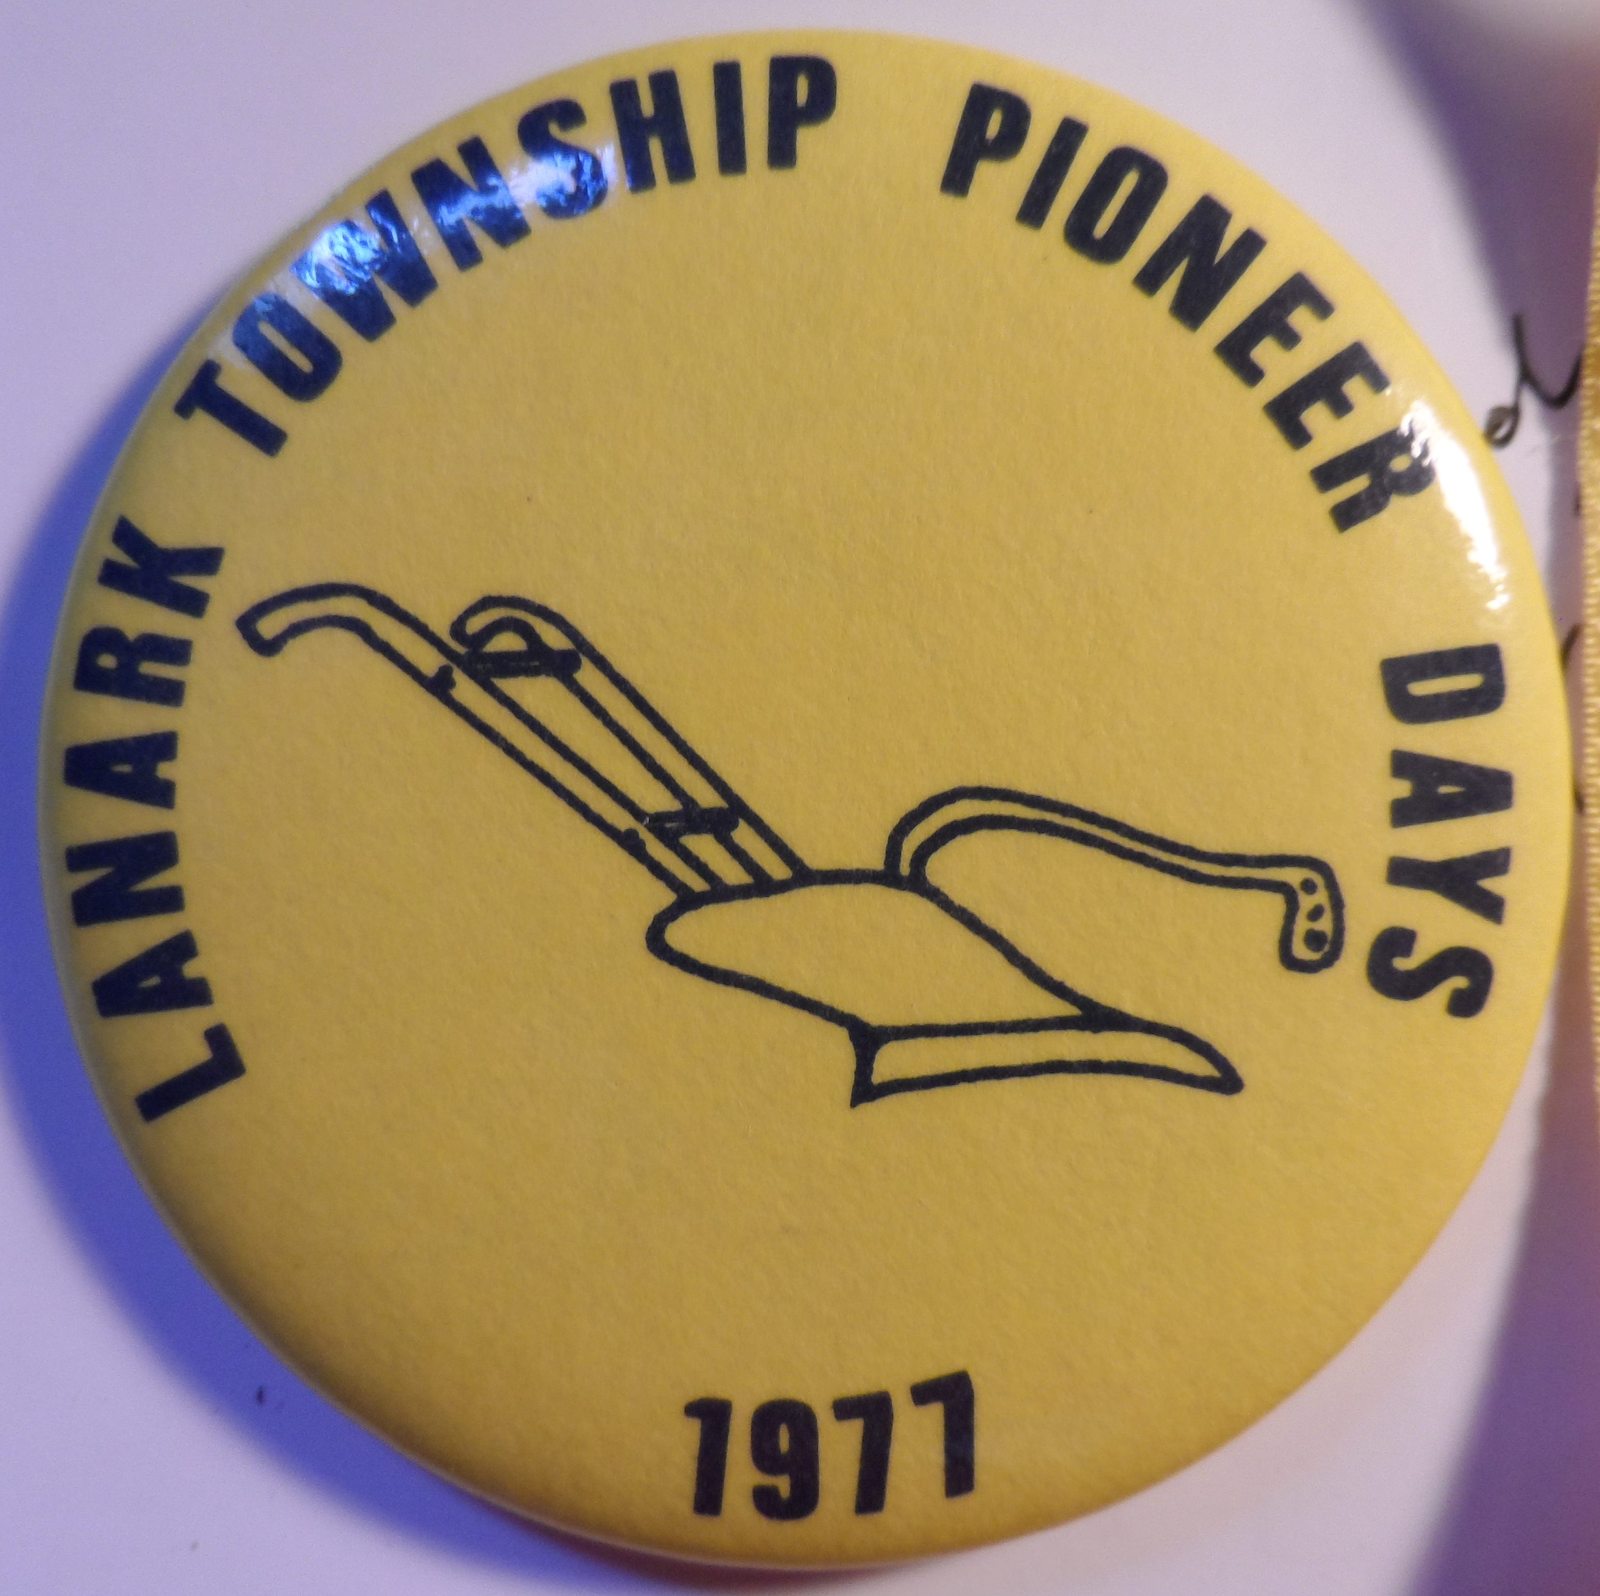 LANARK TOWNSHIP PIONEER DAYS
1977